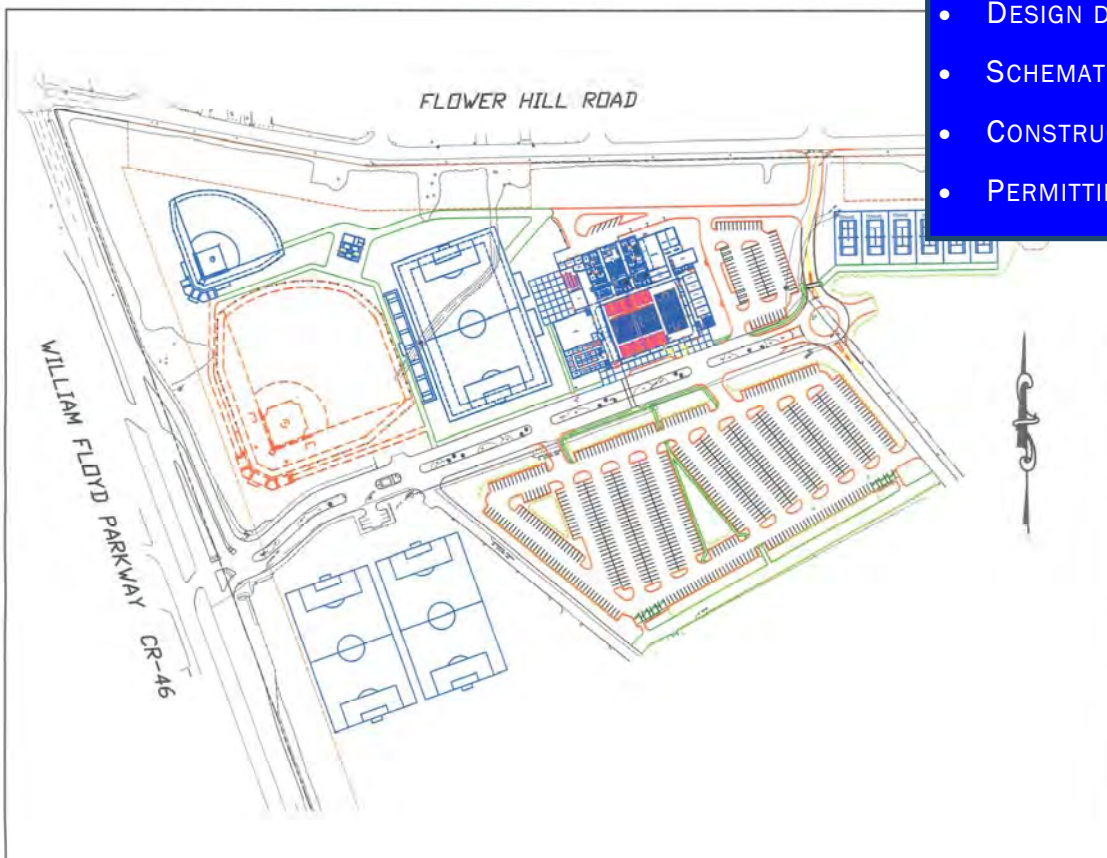 • DESIGN D
• SCHEMAT
• CONSTRU
• PERMITTI
FLOWER HILL ROAD
WILLIAM FLOYD PARKWAY CR-46